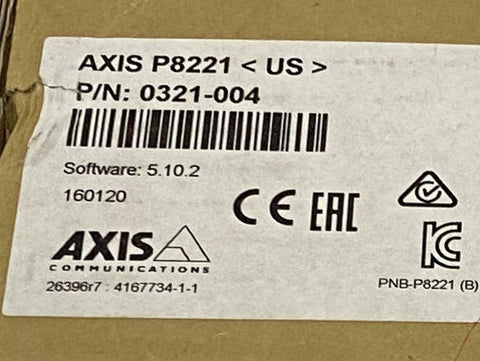 AXIS P8221 < US >
P/N: 0321-004
Software: 5.10.2
160120
CE EAC
AXIS
COMMUNICATIONS
26396r7 : 4167734-1-1
PNB-P8221 (B)